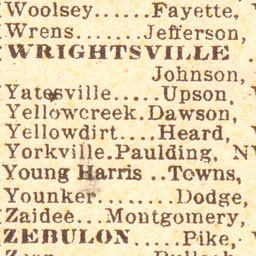 Woolsey......Fayette,
Wrens.......Jefferson,
WRIGHTSVILLE .
Johnson,
Yatesville.....Upson,
Yellowcreek.Dawson,
Yellowdirt....Heard,
Yorkville.Paulding, N
Young Harris ..Towns,
Younker.......Dodge,
Zaidee...Montgomery,
ZEBULON.....Pike,